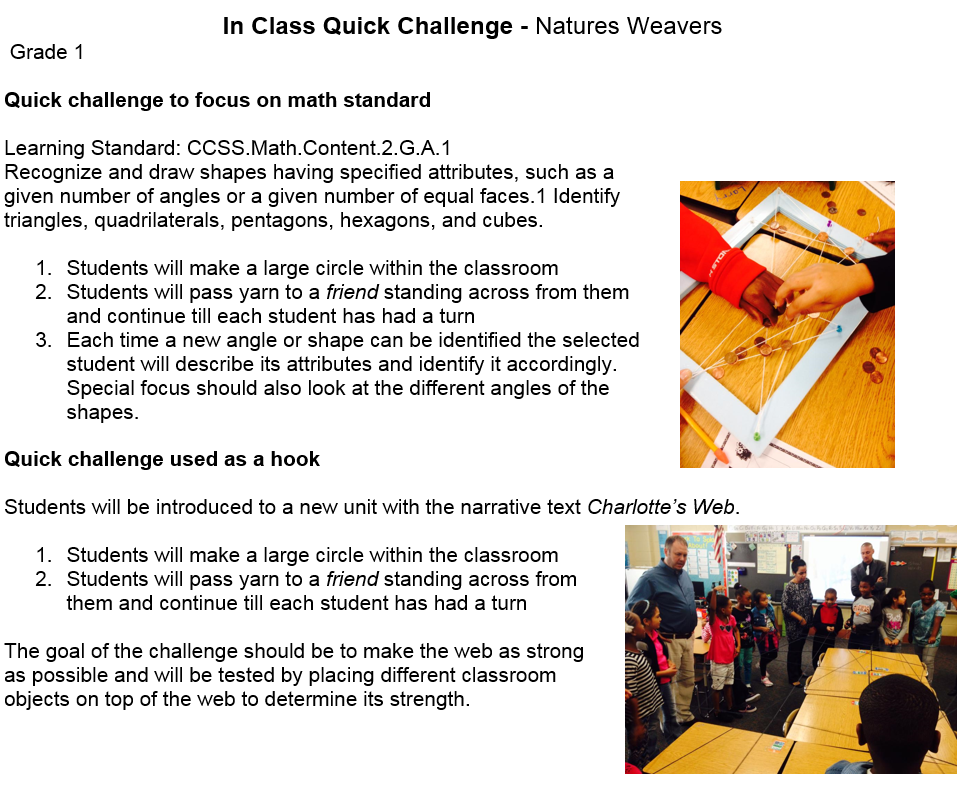 In Class Quick Challenge - Natures Weavers
Grade 1
Quick challenge to focus on math standard
Learning Standard: CCSS.Math.Content.2.G.A.1
Recognize and draw shapes having specified attributes, such as a
given number of angles or a given number of equal faces.1 Identify
triangles, quadrilaterals, pentagons, hexagons, and cubes.
1. Students will make a large circle within the classroom
2. Students will pass yarn to a friend standing across from them
and continue till each student has had a turn
3. Each time a new angle or shape can be identified the selected
student will describe its attributes and identify it accordingly.
Special focus should also look at the different angles of the
shapes.
Quick challenge used as a hook
Students will be introduced to a new unit with the narrative text Charlotte’s Web.
1. Students will make a large circle within the classroom
2. Students will pass yarn to a friend standing across from
them and continue till each student has had a turn
The goal of the challenge should be to make the web as strong
as possible and will be tested by placing different classroom
objects on top of the web to determine its strength.